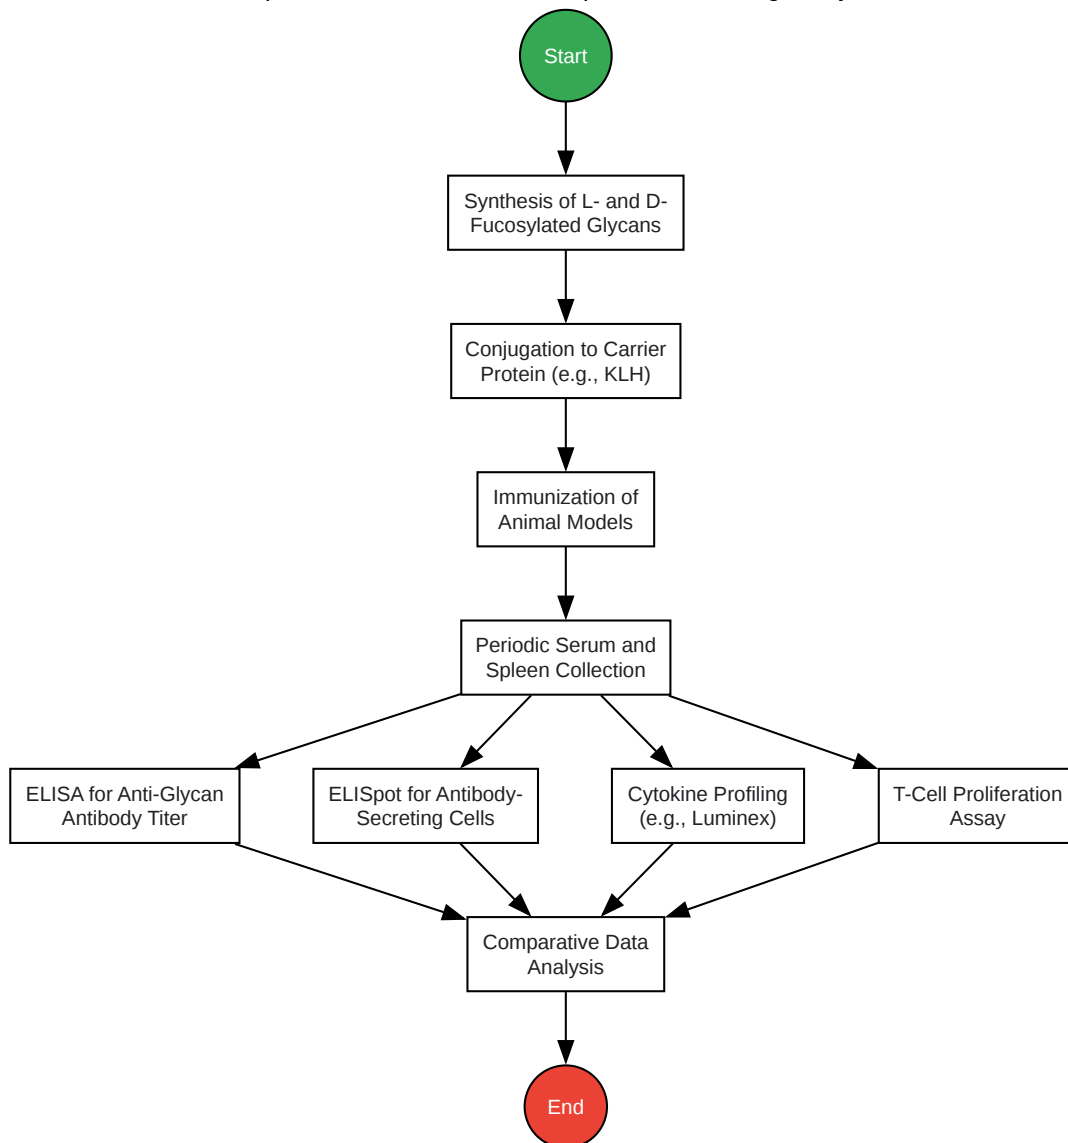 Start
Synthesis of L- and D-
Fucosylated Glycans
Conjugation to Carrier
Protein (e.g., KLH)
Immunization of
Animal Models
Periodic Serum and
Spleen Collection
ELISA for Anti-Glycan
Antibody Titer
ELISpot for Antibody-
Secreting Cells
Cytokine Profiling
(e.g., Luminex)
T-Cell Proliferation
Assay
Comparative Data
Analysis
End